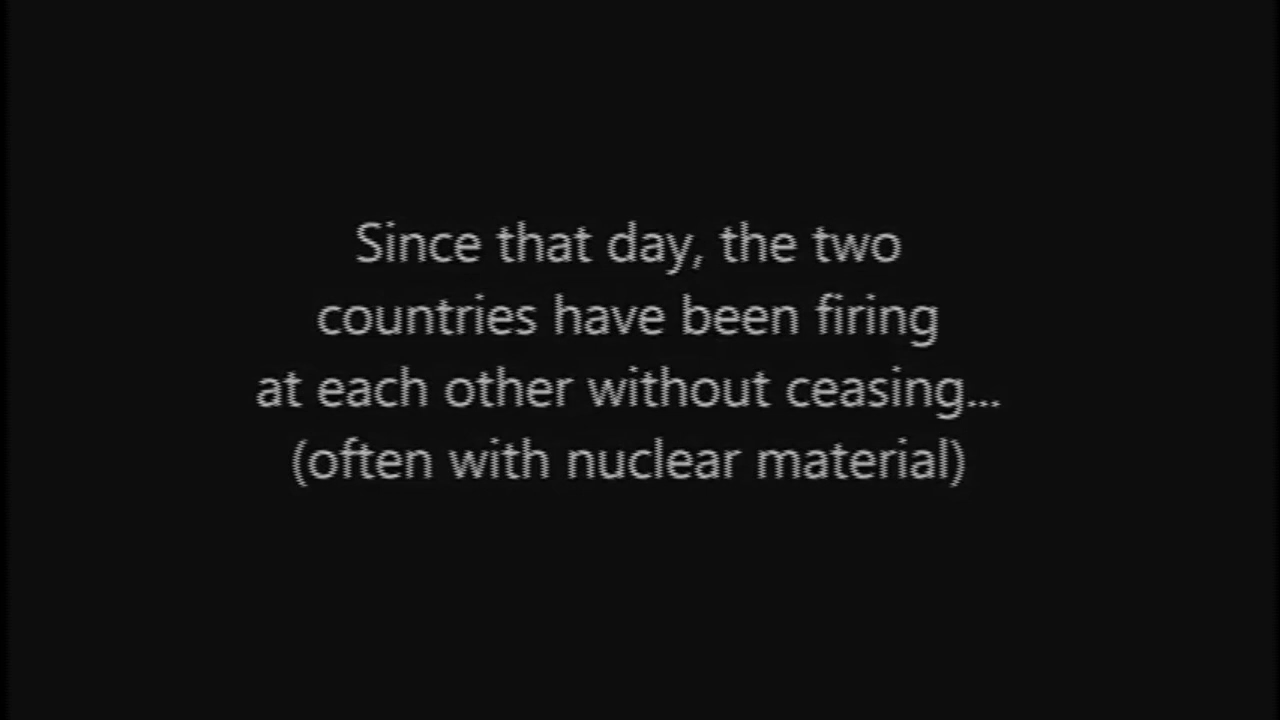 Since that day, the two
countries have been firing
at each other without ceasing...
(often with nuclear material)